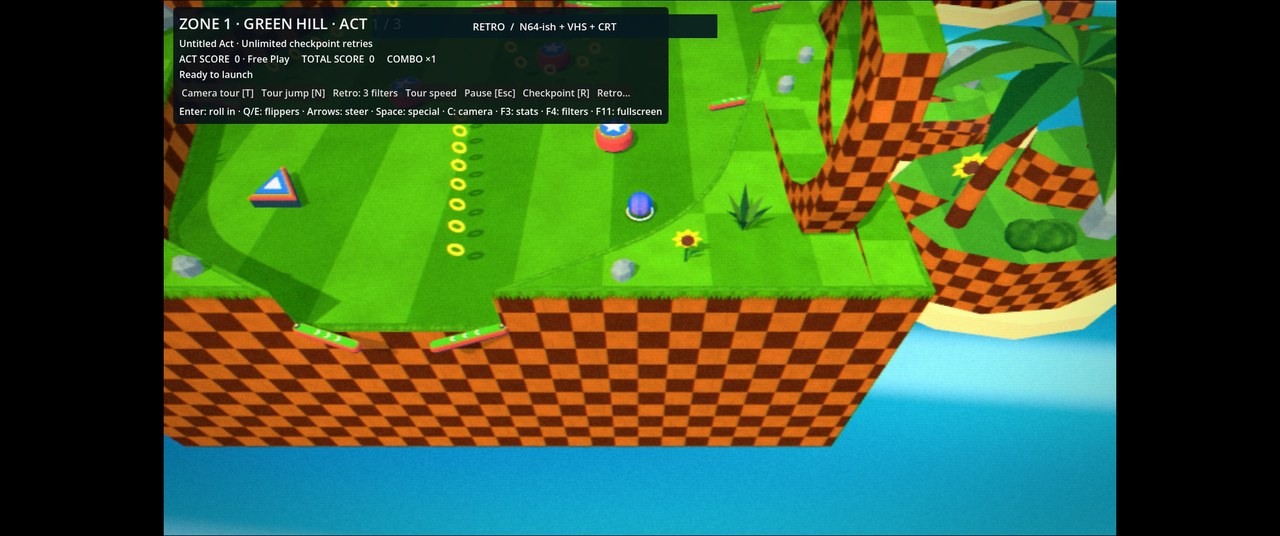 ZONE 1 · GREEN HILL · ACT 1 / 3
RETRO / N64-ish + VHS + CRT
Untitled Act · Unlimited checkpoint retries
ACT SCORE 0 · Free Play TOTAL SCORE 0 COMBO ×1
Ready to launch
Camera tour [T] Tour jump [N] Retro: 3 filters Tour speed Pause [Esc] Checkpoint [R] Retro...
Enter: roll in · Q/E: flippers · Arrows: steer · Space: special · C: camera · F3: stats · F4: filters · F11: fullscreen